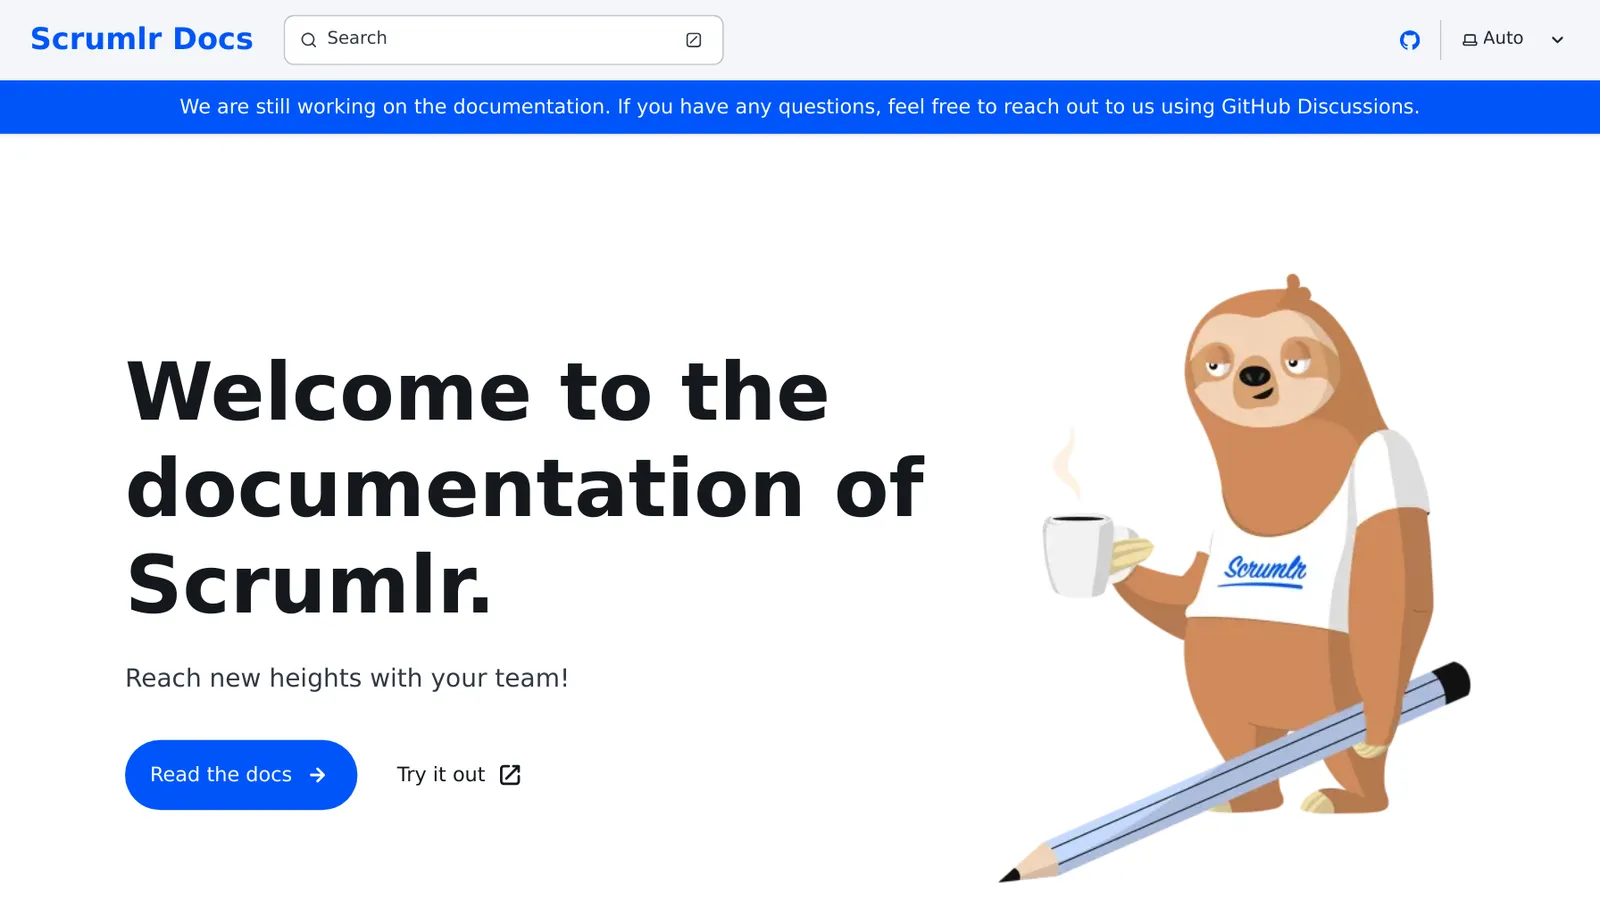 Scrumlr Docs
Search
Auto
We are still working on the documentation. If you have any questions, feel free to reach out to us using GitHub Discussions.
Welcome to the
documentation of
Scrumlr.
Reach new heights with your team!
Read the docs
Try it out
Scrumlr